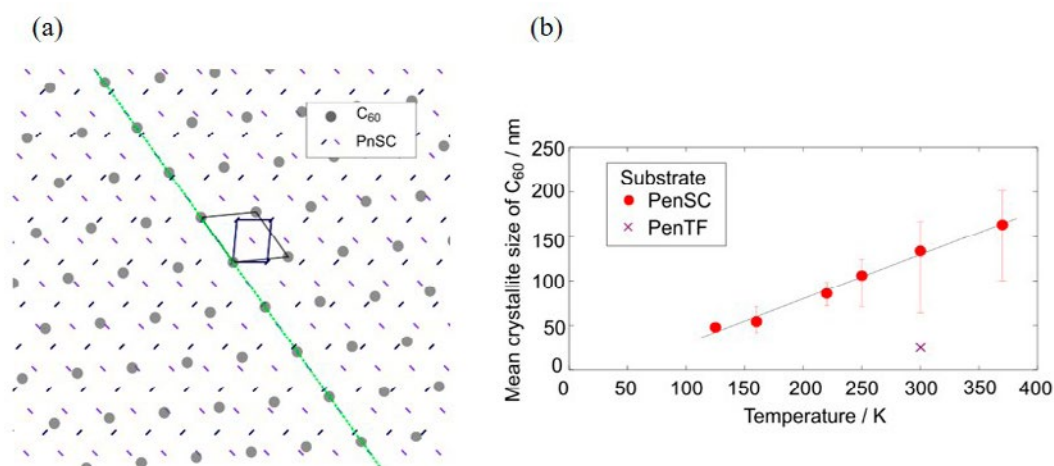 (a)
C₆₀
PnSC
(b)
Mean crystallite size of C₆₀ / nm
250
200
150
100
50
0
Substrate
PenSC
PenTF
0 50 100 150 200 250 300 350 400
Temperature / K